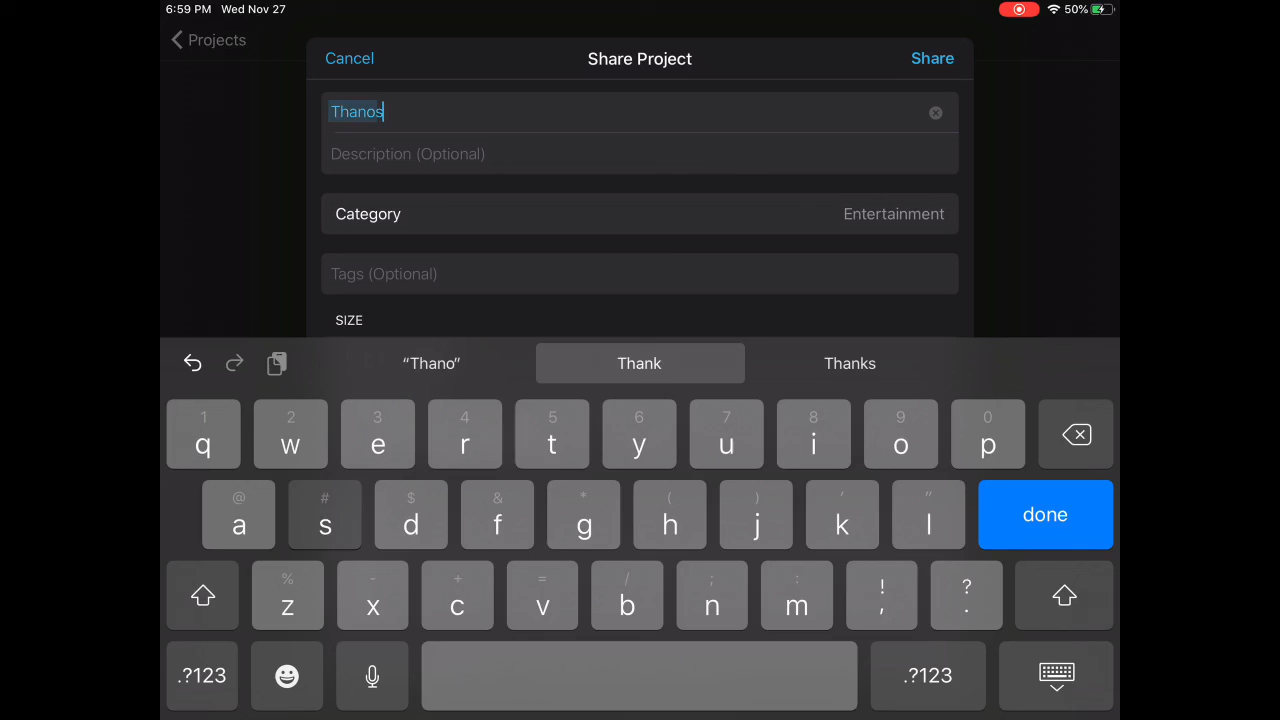 6:59 PM Wed Nov 27 50%
Projects
Cancel Share Project Share
Thanos
Description (Optional)
Category Entertainment
Tags (Optional)
SIZE
“Thano” Thank Thanks
1 2 3 4 5 6 7 8 9 0
q w e r t y u i o p
@ # $ & * ( ) ' "
a s d f g h j k l done
% - + = / ; : ! ?
z x c v b n m , .
.?123 .?123